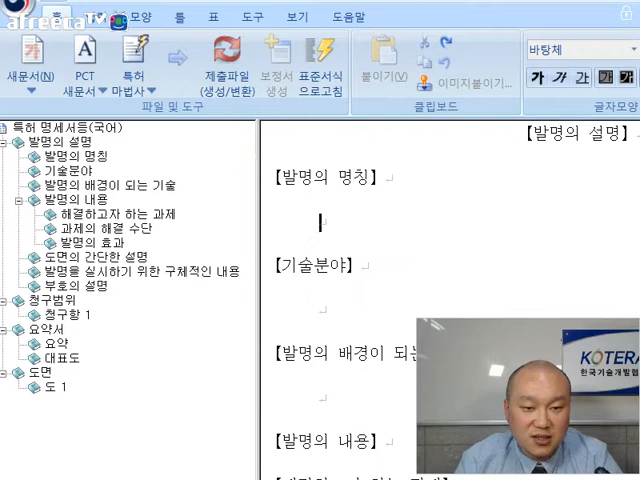 afreecaTV
홈
모양
틀
표
도구
보기
도움말
새문서(N)
PCT
새문서
특허
마법사
제출파일
(생성/변환)
보정서
생성
표준서식
으로고침
파일 및 도구
붙이기(V)
이미지붙이기...
클립보드
바탕체
가 가 가 가 가
글자모양
특허 명세서등(국어)
발명의 설명
발명의 명칭
기술분야
발명의 배경이 되는 기술
발명의 내용
해결하고자 하는 과제
과제의 해결 수단
발명의 효과
도면의 간단한 설명
발명을 실시하기 위한 구체적인 내용
부호의 설명
청구범위
청구항 1
요약서
요약
대표도
도면
도 1
【발명의 설명】
【발명의 명칭】
【기술분야】
【발명의 배경이 되는
【발명의 내용】
KOTERA
한국기술개발협